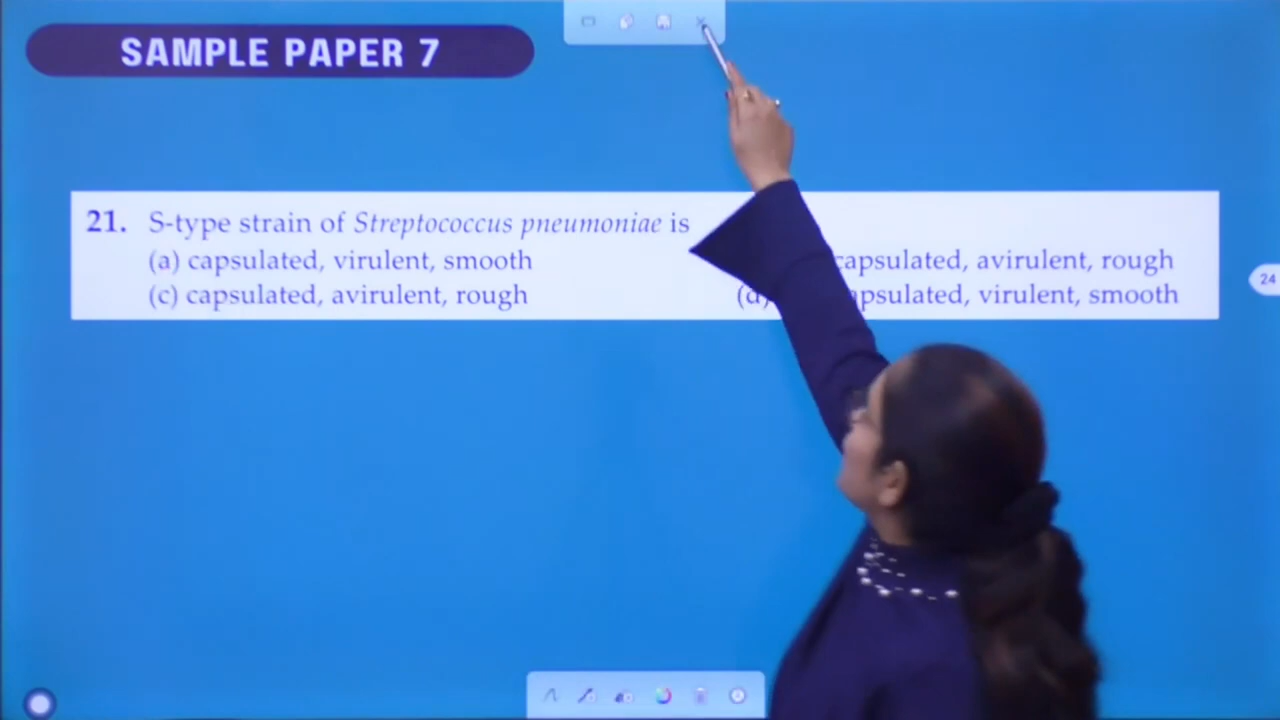 SAMPLE PAPER 7
21. S-type strain of Streptococcus pneumoniae is
(a) capsulated, virulent, smooth
capsulated, avirulent, rough
(c) capsulated, avirulent, rough
(d) capsulated, virulent, smooth
24